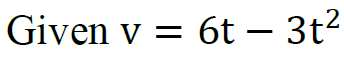 Given v = 6t − 3t²